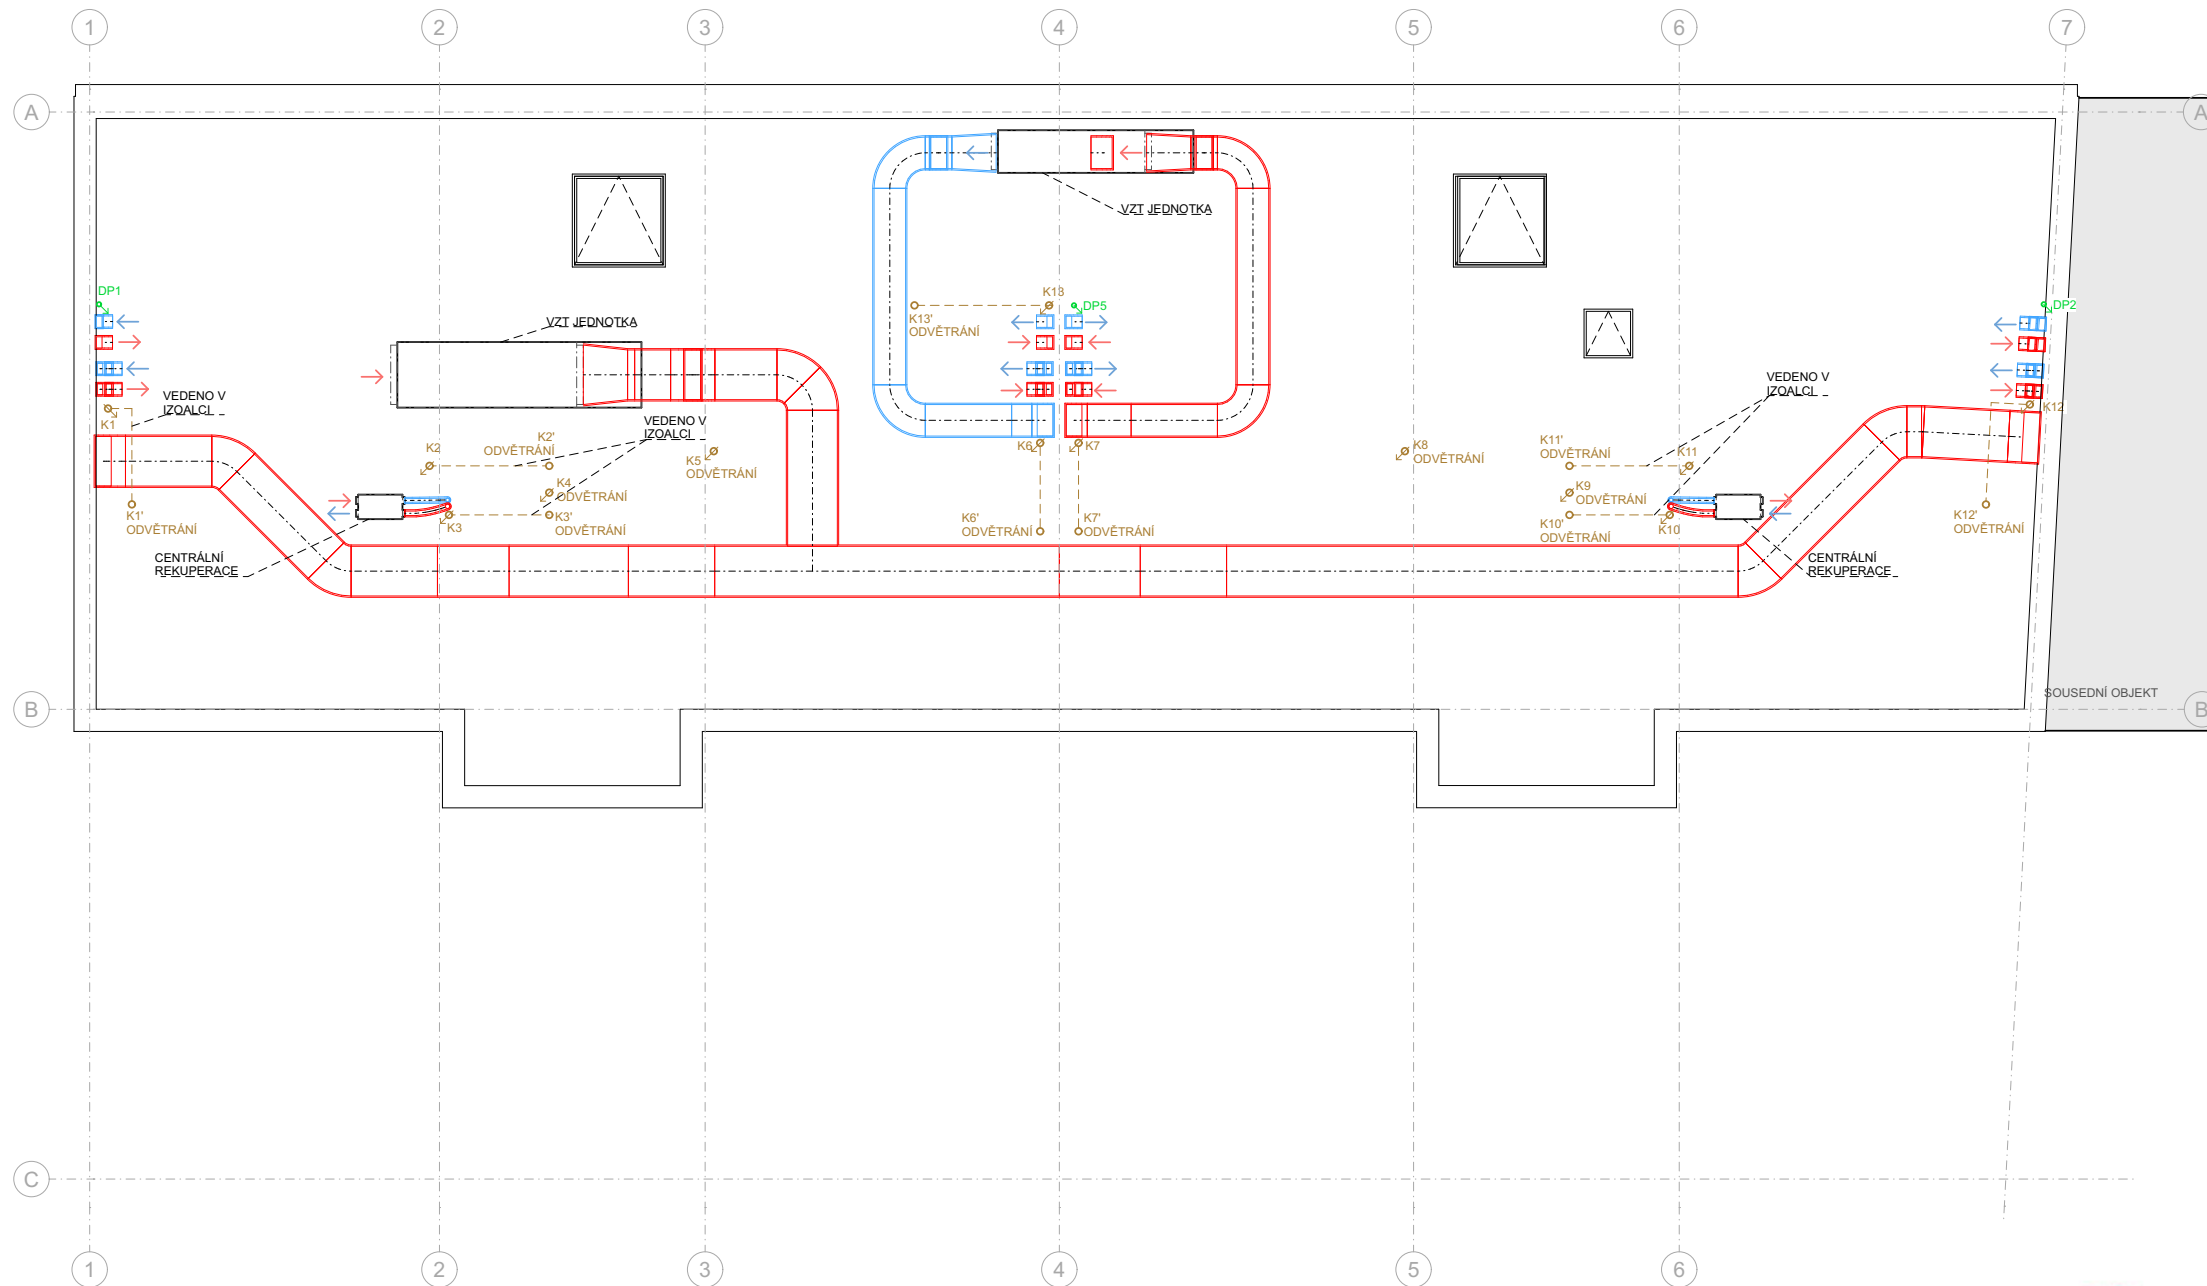 1
2
3
4
5
6
7
A
A
VZT JEDNOTKA
DP1
K13
DP5
DP2
K13'
ODVĚTRÁNÍ
VZT JEDNOTKA
VEDENO V
IZOALCI
K1
VEDENO V
IZOALCI
K12
VEDENO V
IZOALCI
K2
K2'
ODVĚTRÁNÍ
K5
ODVĚTRÁNÍ
K6
K7
K8
ODVĚTRÁNÍ
K11'
ODVĚTRÁNÍ
K11
K4
ODVĚTRÁNÍ
K9
ODVĚTRÁNÍ
K1'
ODVĚTRÁNÍ
K3
K3'
ODVĚTRÁNÍ
K6'
ODVĚTRÁNÍ
K7'
ODVĚTRÁNÍ
K10'
ODVĚTRÁNÍ
K10
K12'
ODVĚTRÁNÍ
CENTRÁLNÍ
REKUPERACE
CENTRÁLNÍ
REKUPERACE
SOUSEDNÍ OBJEKT
B
B
C
1
2
3
4
5
6